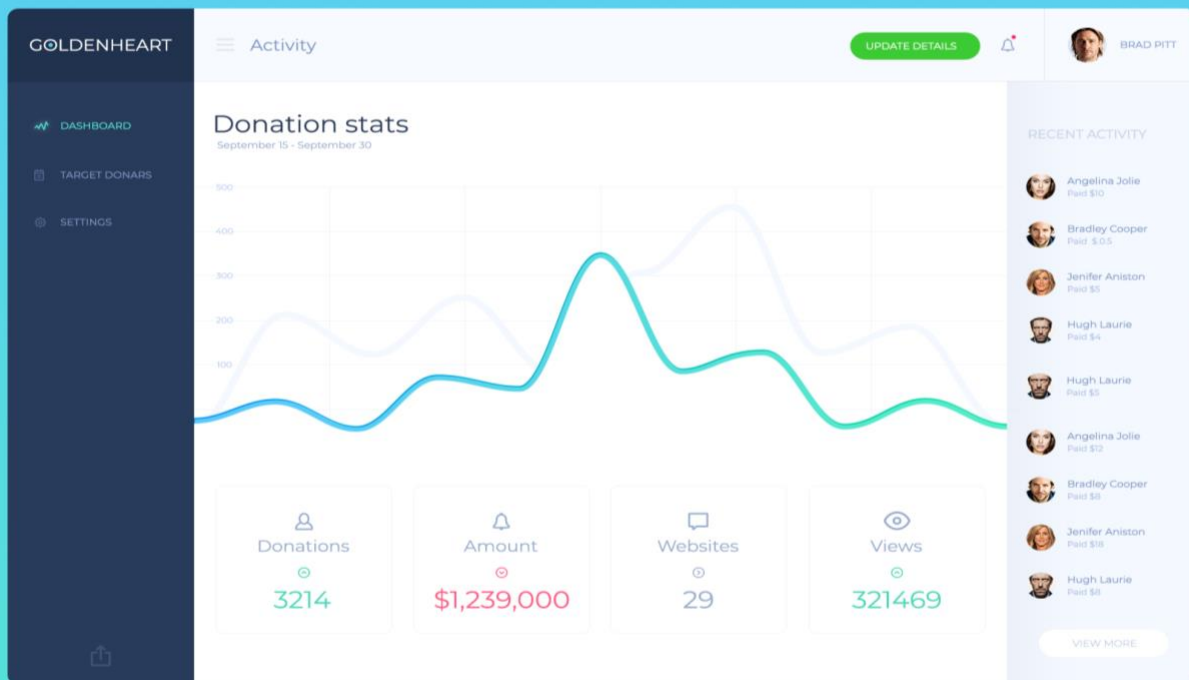 GOLDENHEART
Activity
UPDATE DETAILS
BRAD PITT
DASHBOARD
TARGET DONARS
SETTINGS
Donation stats
September 15 - September 30
500
400
300
200
100
Donations
3214
Amount
$1,239,000
Websites
29
Views
321469
RECENT ACTIVITY
Angelina Jolie
Paid $10
Bradley Cooper
Paid $ 0.5
Jenifer Aniston
Paid $5
Hugh Laurie
Paid $4
Hugh Laurie
Paid $3
Angelina Jolie
Paid $12
Bradley Cooper
Paid $8
Jenifer Aniston
Paid $18
Hugh Laurie
Paid $8
VIEW MORE